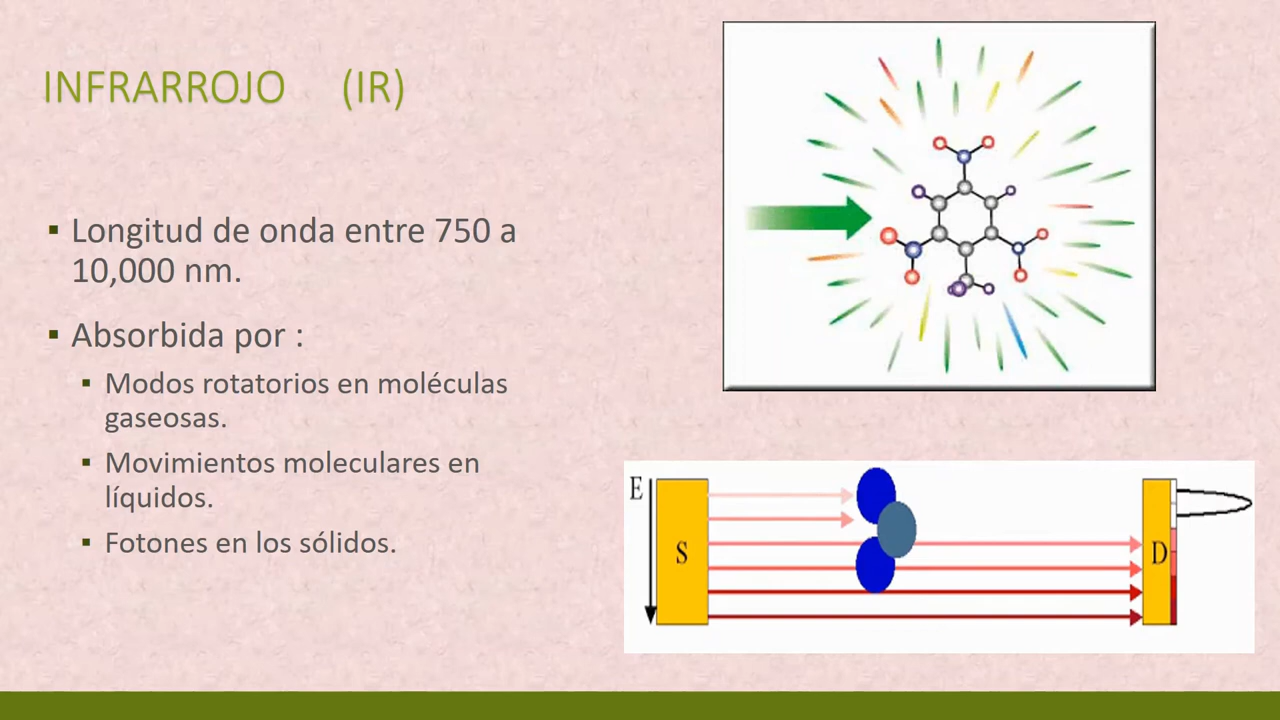 INFRARROJO (IR)
▪ Longitud de onda entre 750 a
10,000 nm.
▪ Absorbida por :
▪ Modos rotatorios en moléculas
gaseosas.
▪ Movimientos moleculares en
líquidos.
▪ Fotones en los sólidos.
E
S
D